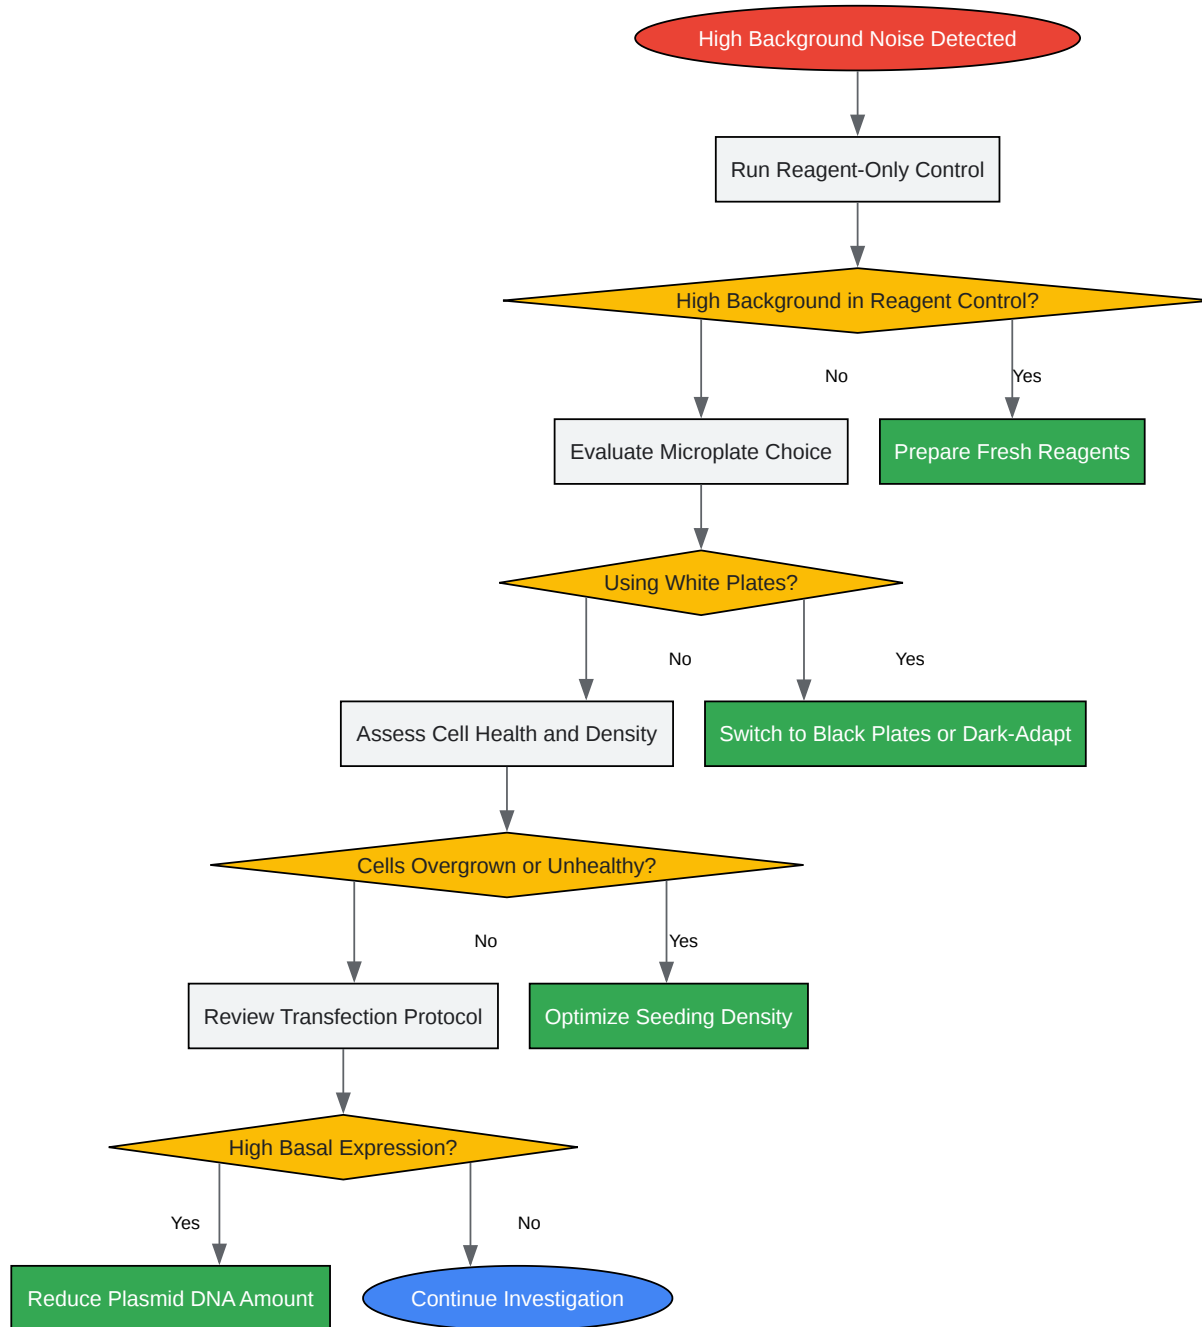 High Background Noise Detected
Run Reagent-Only Control
High Background in Reagent Control?
No
Yes
Evaluate Microplate Choice
Prepare Fresh Reagents
Using White Plates?
No
Yes
Assess Cell Health and Density
Switch to Black Plates or Dark-Adapt
Cells Overgrown or Unhealthy?
No
Yes
Review Transfection Protocol
Optimize Seeding Density
High Basal Expression?
Yes
No
Reduce Plasmid DNA Amount
Continue Investigation